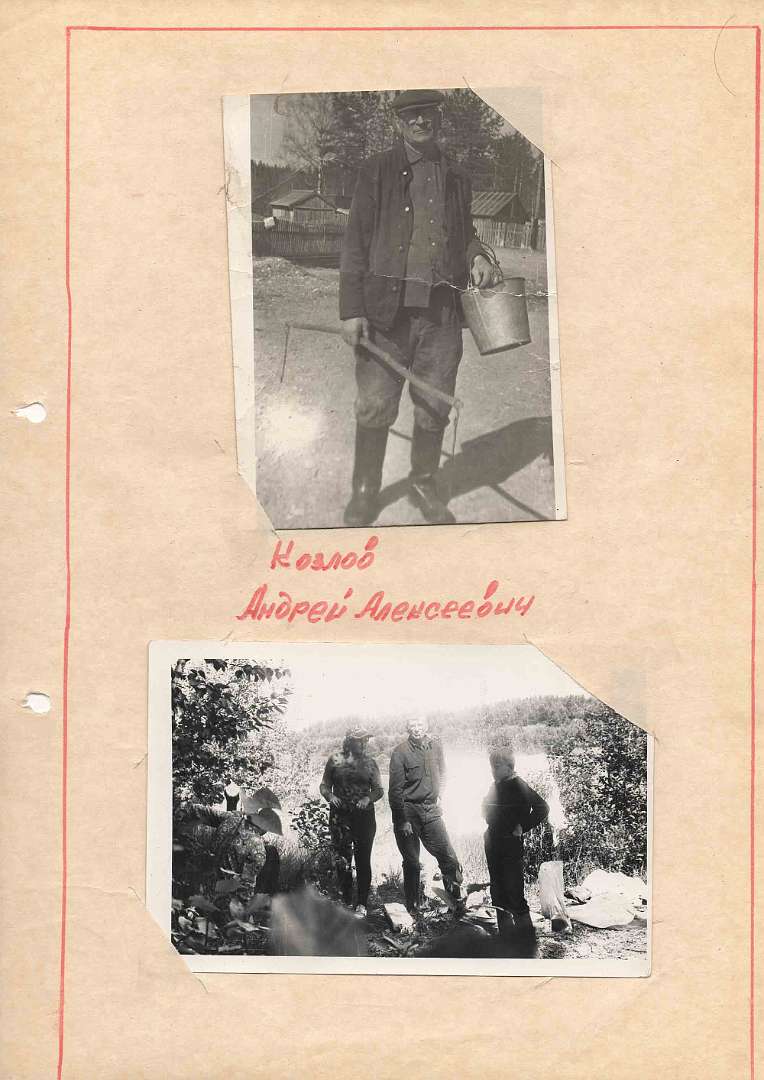 Козлов
Андрей Алексеевич